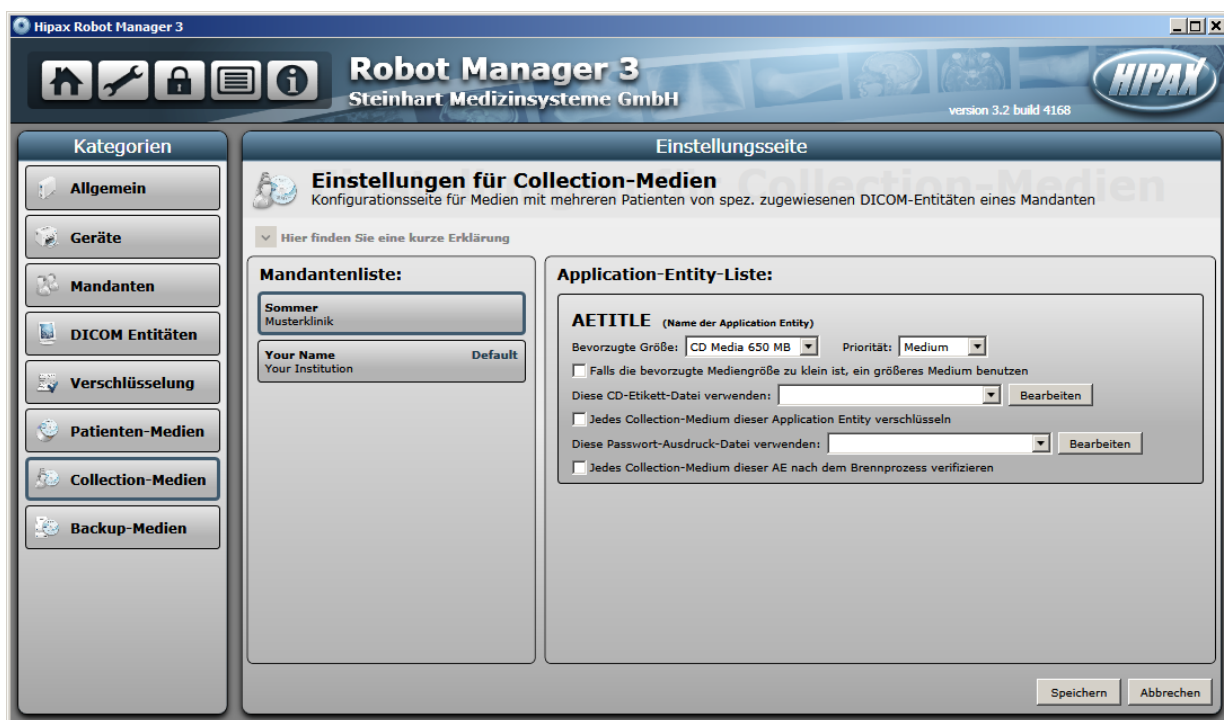 Hipax Robot Manager 3
Robot Manager 3
Steinhart Medizinsysteme GmbH
version 3.2 build 4168
HIPAX
Kategorien
Allgemein
Geräte
Mandanten
DICOM Entitäten
Verschlüsselung
Patienten-Medien
Collection-Medien
Backup-Medien
Einstellungsseite
Einstellungen für Collection-Medien
Konfigurationsseite für Medien mit mehreren Patienten von spez. zugewiesenen DICOM-Entitäten eines Mandanten
Hier finden Sie eine kurze Erklärung
Mandantenliste:
Sommer
Musterklinik
Your Name Default
Your Institution
Application-Entity-Liste:
AETITLE (Name der Application Entity)
Bevorzugte Größe: CD Media 650 MB Priorität: Medium
Falls die bevorzugte Mediengröße zu klein ist, ein größeres Medium benutzen
Diese CD-Etikett-Datei verwenden: Bearbeiten
Jedes Collection-Medium dieser Application Entity verschlüsseln
Diese Passwort-Ausdruck-Datei verwenden: Bearbeiten
Jedes Collection-Medium dieser AE nach dem Brennprozess verifizieren
Speichern Abbrechen